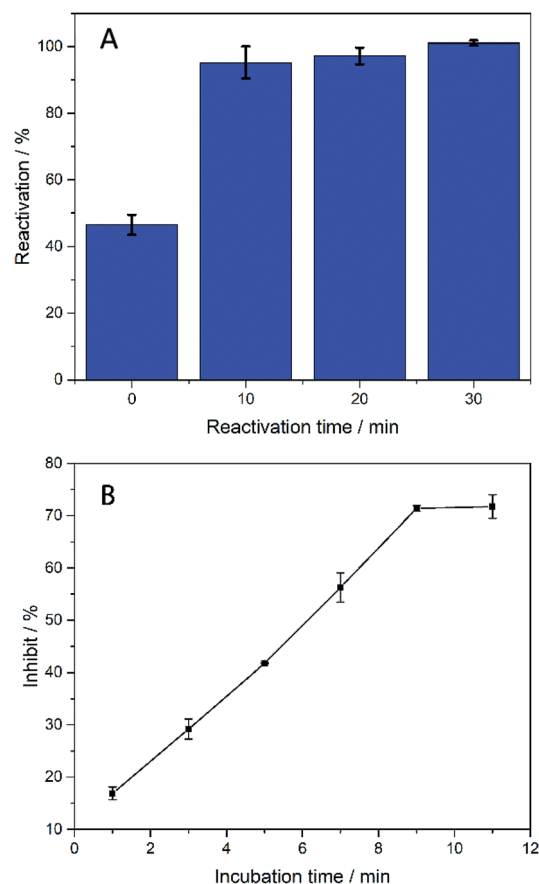 A
Reactivation / %
100
80
60
40
20
0
0 10 20 30
Reactivation time / min
B
Inhibit / %
80
70
60
50
40
30
20
10
0 2 4 6 8 10 12
Incubation time / min